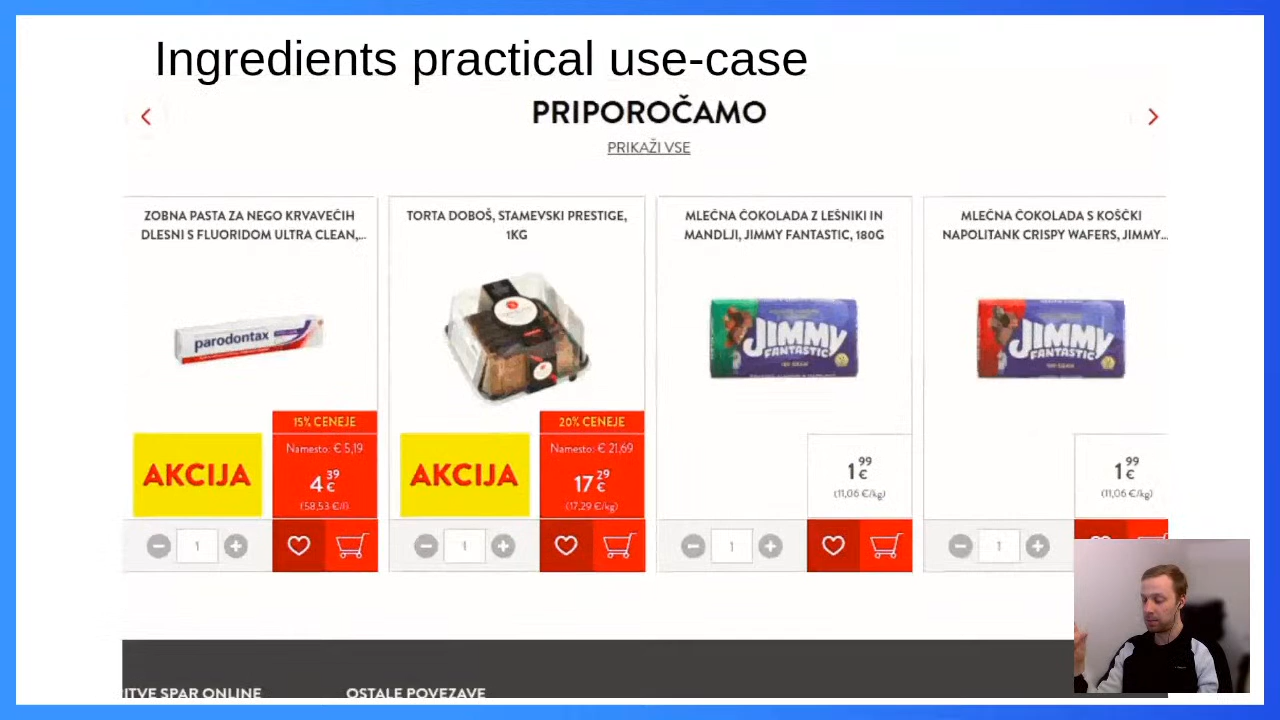 Ingredients practical use-case
PRIPOROČAMO
PRIKAŽI VSE
ZOBNA PASTA ZA NEGO KRVAVEČIH
DLESNI S FLUORIDOM ULTRA CLEAN,...
parodontax
15% CENEJE
AKCIJA
Namesto: € 5,19
4 39 €
(58,53 €/l)
1
TORTA DOBOŠ, STAMEVSKI PRESTIGE,
1KG
20% CENEJE
AKCIJA
Namesto: € 21,69
17 29 €
(17,29 €/kg)
1
MLEČNA ČOKOLADA Z LEŠNIKI IN
MANDLJI, JIMMY FANTASTIC, 180G
JIMMY
FANTASTIC
1 99 €
(11,06 €/kg)
1
MLEČNA ČOKOLADA S KOŠČKI
NAPOLITANK CRISPY WAFERS, JIMMY...
JIMMY
FANTASTIC
1 99 €
(11,06 €/kg)
1
ITVE SPAR ONLINE
OSTALE POVEZAVE